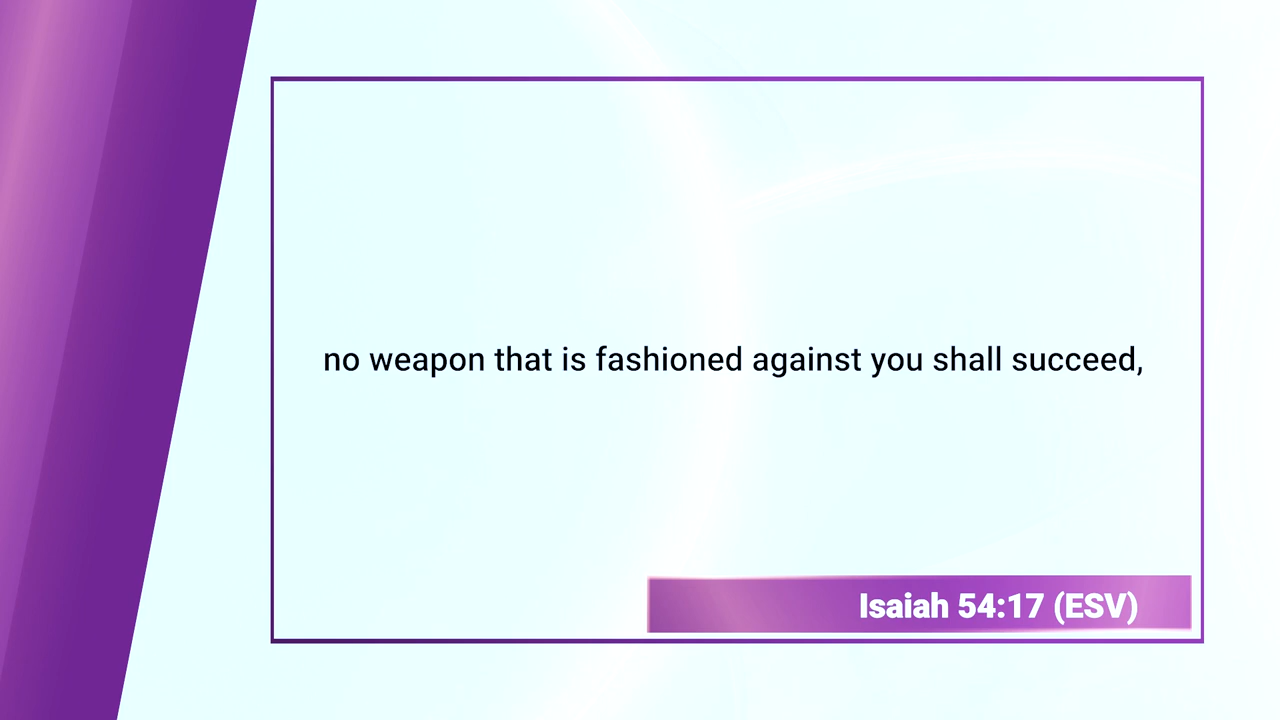 no weapon that is fashioned against you shall succeed,
Isaiah 54:17 (ESV)